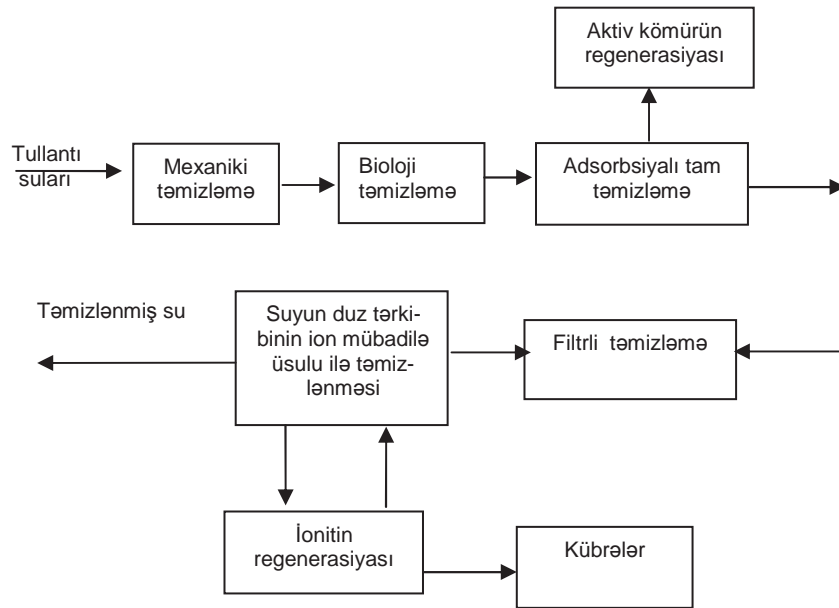 Aktiv kömürün
regenerasiyası
Tullantı
suları
Mexaniki
təmizləmə
Bioloji
təmizləmə
Adsorbsiyalı tam
təmizləmə
Təmizlənmiş su
Suyun duz tərki-
binin ion mübadilə
üsulu ilə təmiz-
lənməsi
Filtrli təmizləmə
İonitin
regenerasiyası
Kübrələr